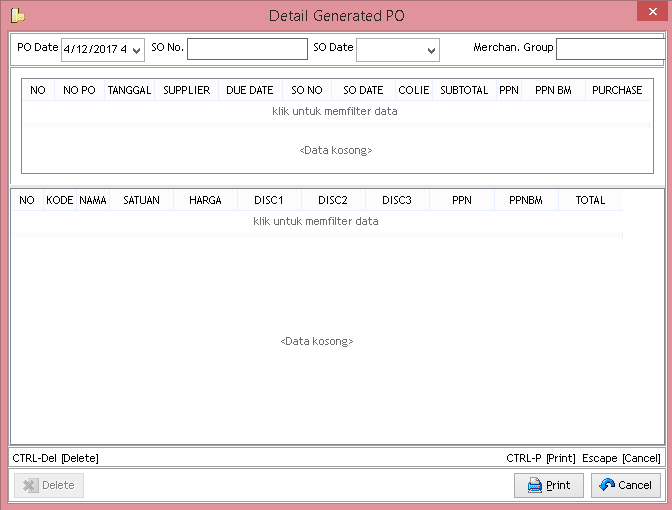 Detail Generated PO
PO Date 4/12/2017 4 SO No. SO Date Merchan. Group
NO NO PO TANGGAL SUPPLIER DUE DATE SO NO SO DATE COLIE SUBTOTAL PPN PPN BM PURCHASE
klik untuk memfilter data
<Data kosong>
NO KODE NAMA SATUAN HARGA DISC1 DISC2 DISC3 PPN PPNBM TOTAL
klik untuk memfilter data
<Data kosong>
CTRL-Del [Delete] CTRL-P [Print] Escape [Cancel]
Delete Print Cancel